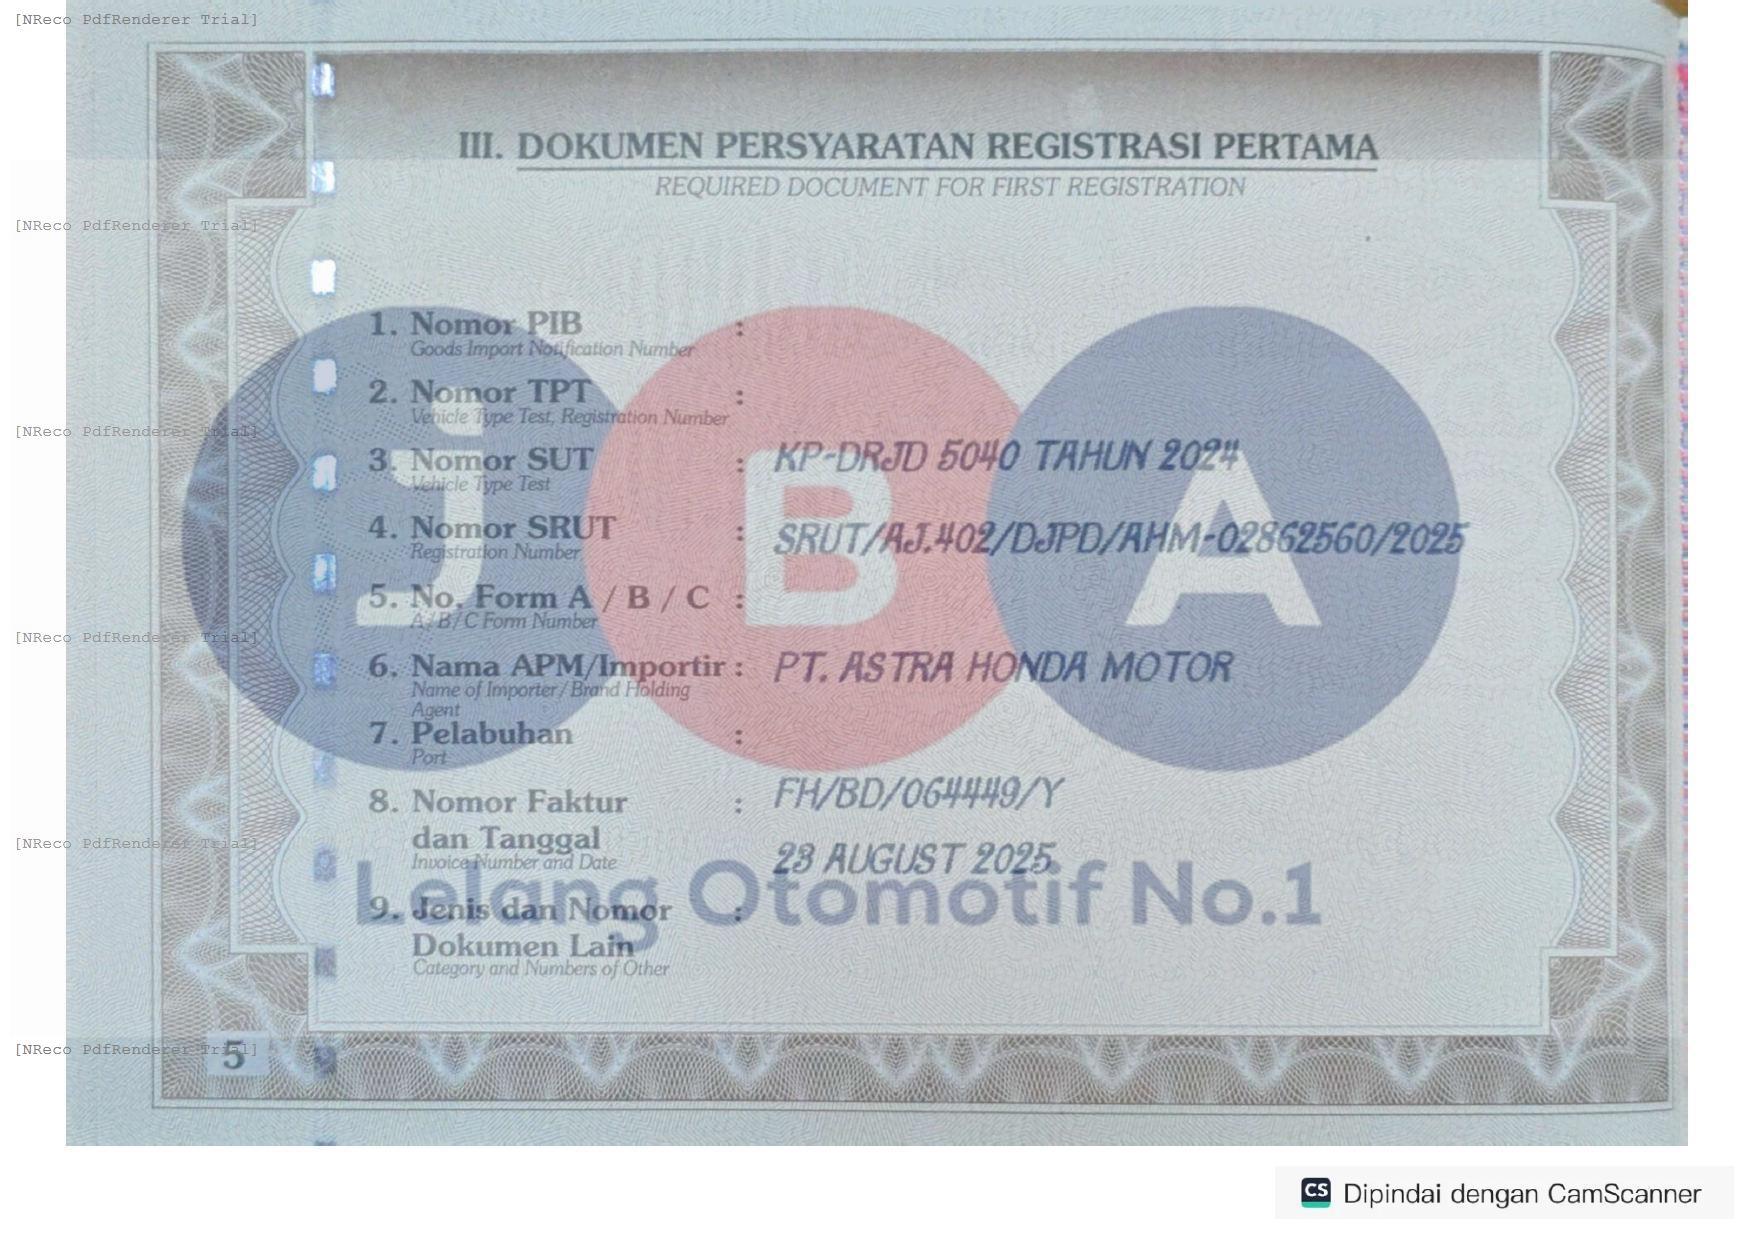 [NReco PdfRenderer Trial]
III. DOKUMEN PERSYARATAN REGISTRASI PERTAMA
REQUIRED DOCUMENT FOR FIRST REGISTRATION
[NReco PdfRenderer Trial]
1. Nomor PIB :
Goods Import Notification Number
2. Nomor TPT :
Vehicle Type Test, Registration Number
[NReco PdfRenderer Trial]
3. Nomor SUT : KP-DRJD 5040 TAHUN 2024
Vehicle Type Test
4. Nomor SRUT : SRUT/AJ.402/DJPD/AHM-02862560/2025
Registration Number
jBA
5. No. Form A / B / C :
A / B / C Form Number
[NReco PdfRenderer Trial]
6. Nama APM/Importir : PT. ASTRA HONDA MOTOR
Name of Importer / Brand Holding
Agent
7. Pelabuhan :
Port
8. Nomor Faktur : FH/BD/064449/Y
dan Tanggal
[NReco PdfRenderer Trial]
Invoice Number and Date
23 AUGUST 2025
Lelang Otomotif No.1
9. Jenis dan Nomor :
Dokumen Lain
Category and Numbers of Other
[NReco PdfRenderer Trial]
5
CS Dipindai dengan CamScanner